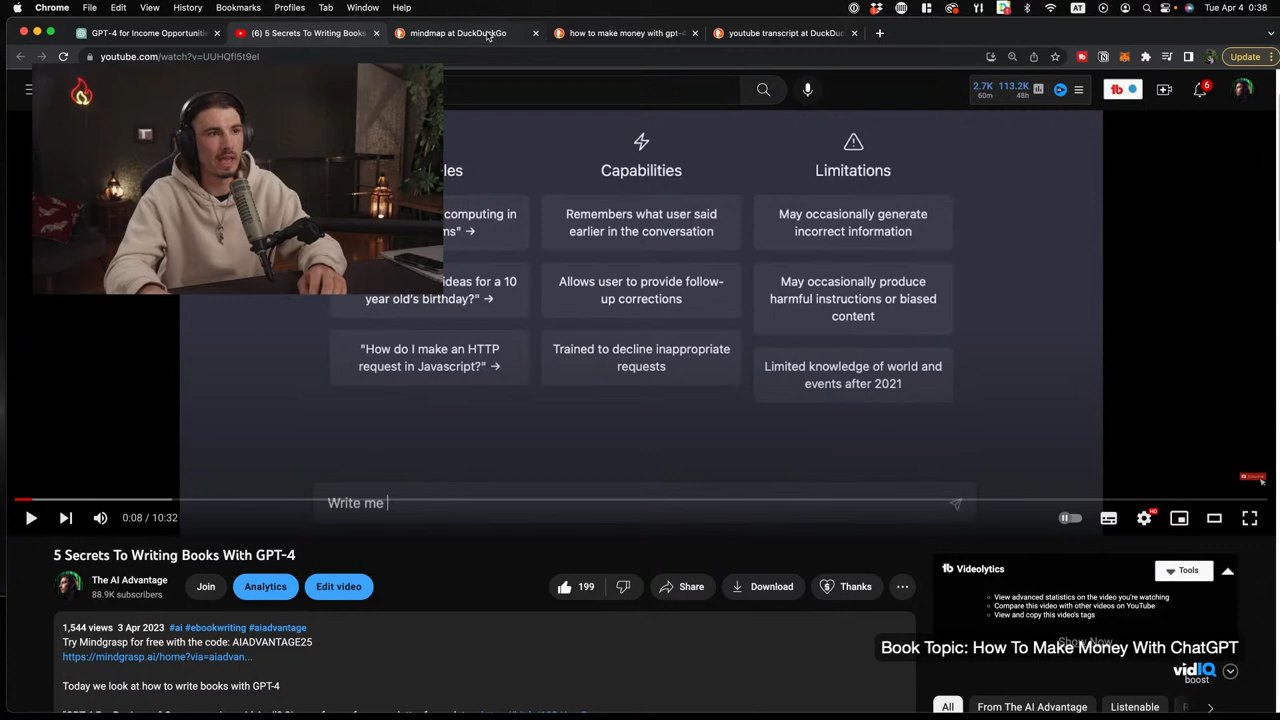 Chrome File Edit View History Bookmarks Profiles Tab Window Help
AT Tue Apr 4 0:38
GPT-4 for Income Opportuniti
(6) 5 Secrets To Writing Books
mindmap at DuckDuckGo
how to make money with gpt-4
youtube transcript at DuckDuc
youtube.com/watch?v=UUHQfI5t9eI
Update
2.7K 113.2K
60m 48h
6
les
Capabilities
Limitations
computing in
ms" →
Remembers what user said
earlier in the conversation
May occasionally generate
incorrect information
ideas for a 10
year old's birthday?" →
Allows user to provide follow-
up corrections
May occasionally produce
harmful instructions or biased
content
"How do I make an HTTP
request in Javascript?" →
Trained to decline inappropriate
requests
Limited knowledge of world and
events after 2021
Write me
0:08 / 10:32
HD
5 Secrets To Writing Books With GPT-4
The AI Advantage
88.9K subscribers
Join
Analytics
Edit video
199
Share
Download
Thanks
1,544 views 3 Apr 2023 #ai #ebookwriting #aiadvantage
Try Mindgrasp for free with the code: AIADVANTAGE25
https://mindgrasp.ai/home?via=aiadvan...
Today we look at how to write books with GPT-4
Videolytics
Tools
View advanced statistics on the video you're watching
Compare this video with other videos on YouTube
View and copy this video's tags
Show Now
Book Topic: How To Make Money With ChatGPT
vidIQ
boost
All
From The AI Advantage
Listenable